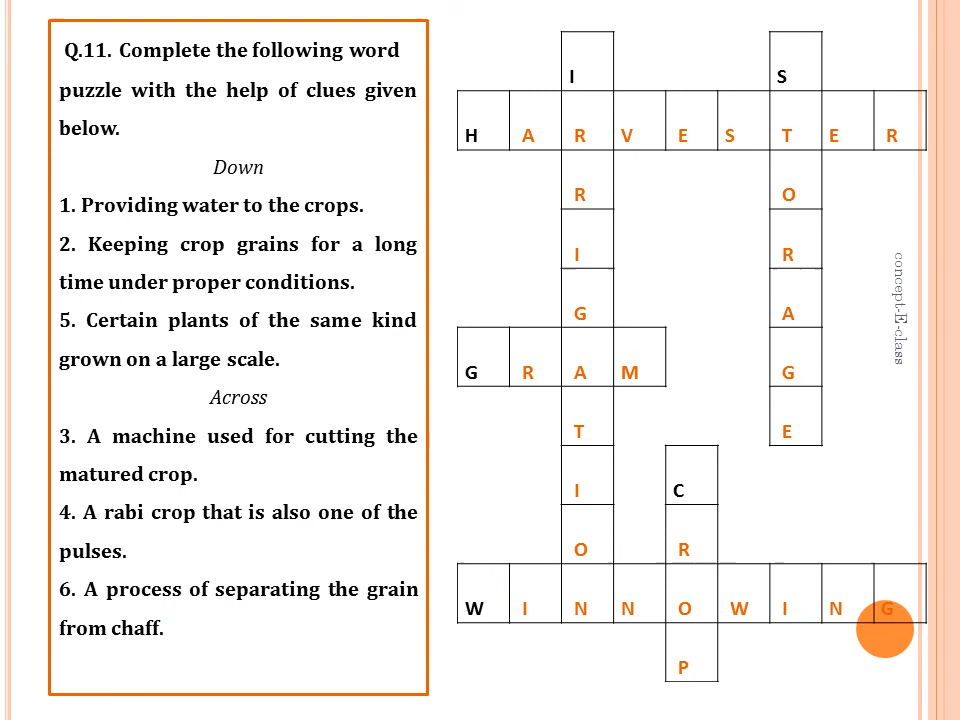 Q.11. Complete the following word
puzzle with the help of clues given
below.
Down
1. Providing water to the crops.
2. Keeping crop grains for a long
time under proper conditions.
5. Certain plants of the same kind
grown on a large scale.
Across
3. A machine used for cutting the
matured crop.
4. A rabi crop that is also one of the
pulses.
6. A process of separating the grain
from chaff.
I S
H A R V E S T E R
R O
I R
G A
G R A M G
T E
I C
O R
W I N N O W I N G
P
concept-E-class